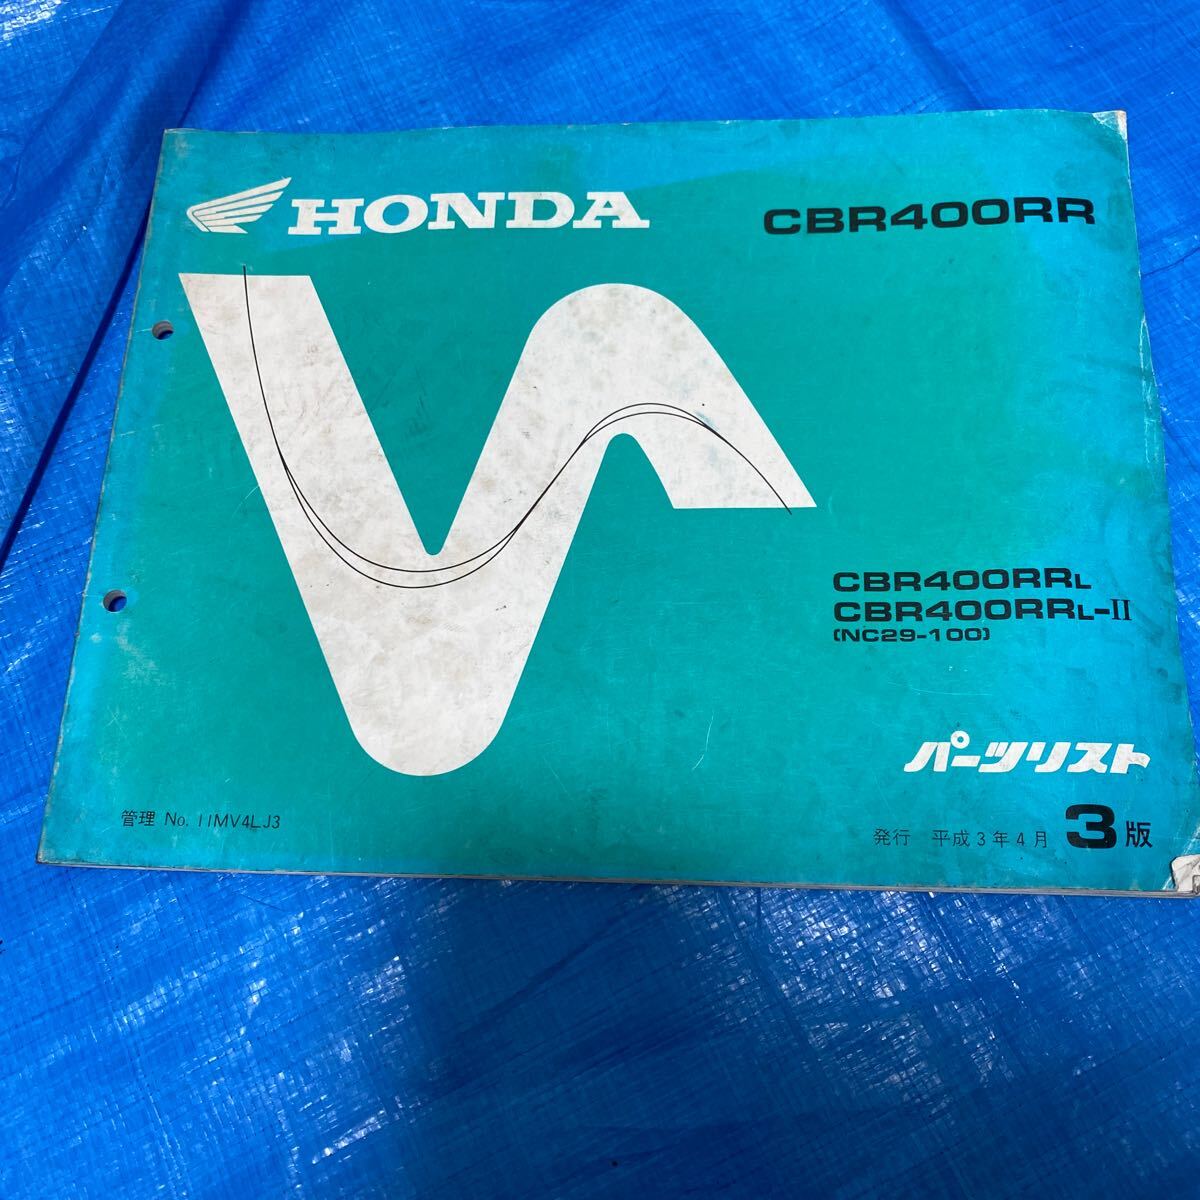 HONDA
CBR400RR
CBR400RRL
CBR400RRL-II
(NC29-100)
パーツリスト
管理 No. 11MV4LJ3
発行 平成3年4月 3版